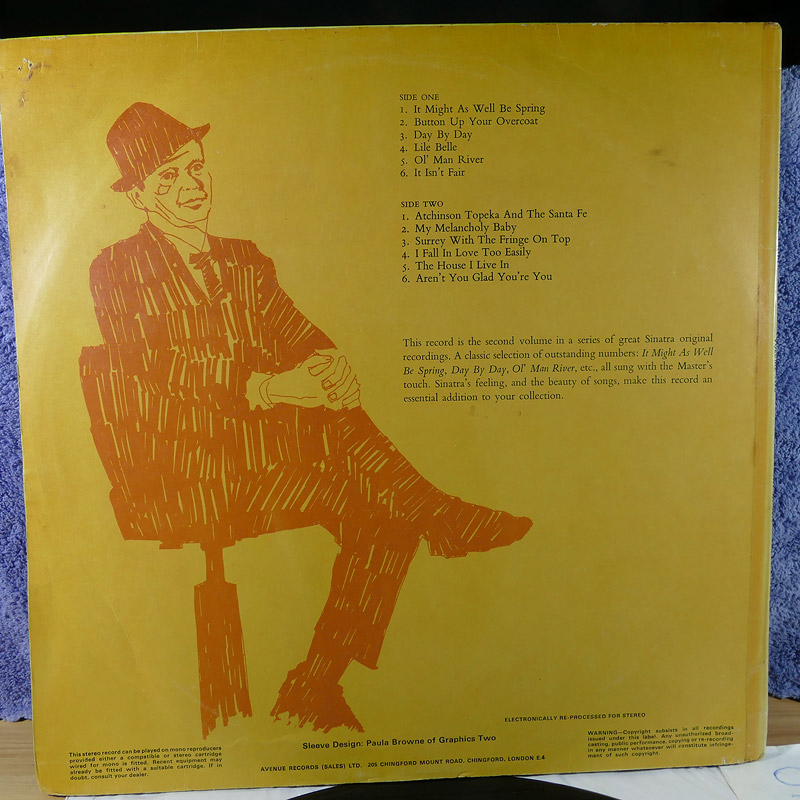 SIDE ONE
1. It Might As Well Be Spring
2. Button Up Your Overcoat
3. Day By Day
4. Lile Belle
5. Ol' Man River
6. It Isn't Fair
SIDE TWO
1. Atchinson Topeka And The Santa Fe
2. My Melancholy Baby
3. Surrey With The Fringe On Top
4. I Fall In Love Too Easily
5. The House I Live In
6. Aren't You Glad You're You
This record is the second volume in a series of great Sinatra original
recordings. A classic selection of outstanding numbers: It Might As Well
Be Spring, Day By Day, Ol' Man River, etc., all sung with the Master's
touch. Sinatra's feeling, and the beauty of songs, make this record an
essential addition to your collection.
ELECTRONICALLY RE-PROCESSED FOR STEREO
This stereo record can be played on mono reproducers
provided either a compatible or stereo cartridge
wired for mono is fitted. Recent equipment may
already be fitted with a suitable cartridge. If in
doubt, consult your dealer.
Sleeve Design: Paula Browne of Graphics Two
AVENUE RECORDS (SALES) LTD. 205 CHINGFORD MOUNT ROAD, CHINGFORD, LONDON E.4
WARNING—Copyright subsists in all recordings
issued under this label. Any unauthorised broad-
casting, public performance, copying or re-recording
in any manner whatsoever will constitute infringe-
ment of such copyright.